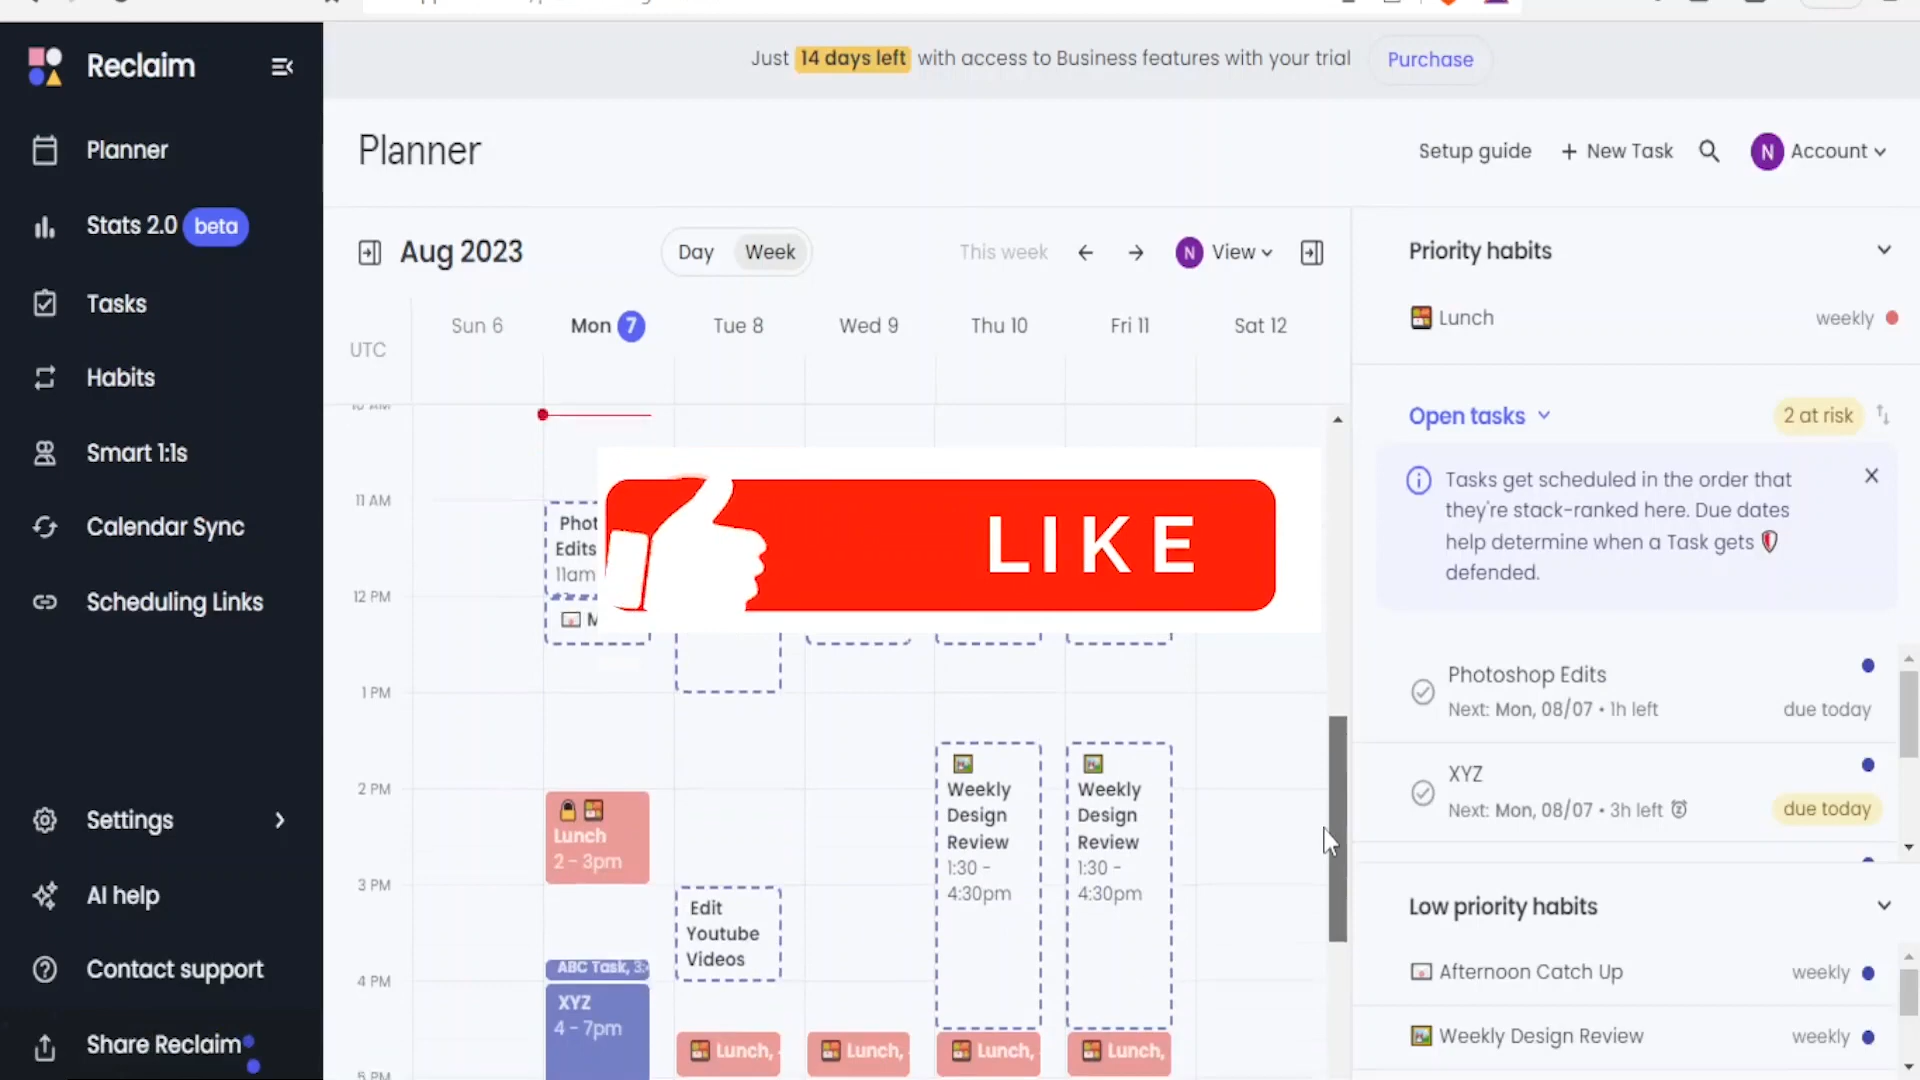 Reclaim
Just 14 days left with access to Business features with your trial Purchase
Planner
Stats 2.0 beta
Tasks
Habits
Smart 1:1s
Calendar Sync
Scheduling Links
Settings
AI help
Contact support
Share Reclaim
Planner
Setup guide + New Task N Account
Aug 2023 Day Week This week N View
UTC Sun 6 Mon 7 Tue 8 Wed 9 Thu 10 Fri 11 Sat 12
10 AM
11 AM
12 PM
1 PM
2 PM
3 PM
4 PM
5 PM
Phot
Edits
11am
M
LIKE
Lunch
2 – 3pm
ABC Task, 3:
XYZ
4 – 7pm
Edit
Youtube
Videos
Lunch,
Lunch,
Weekly
Design
Review
1:30 -
4:30pm
Lunch,
Weekly
Design
Review
1:30 -
4:30pm
Lunch,
Priority habits
Lunch weekly
Open tasks 2 at risk
Tasks get scheduled in the order that
they're stack-ranked here. Due dates
help determine when a Task gets
defended.
Photoshop Edits
Next: Mon, 08/07 • 1h left due today
XYZ
Next: Mon, 08/07 • 3h left due today
Low priority habits
Afternoon Catch Up weekly
Weekly Design Review weekly